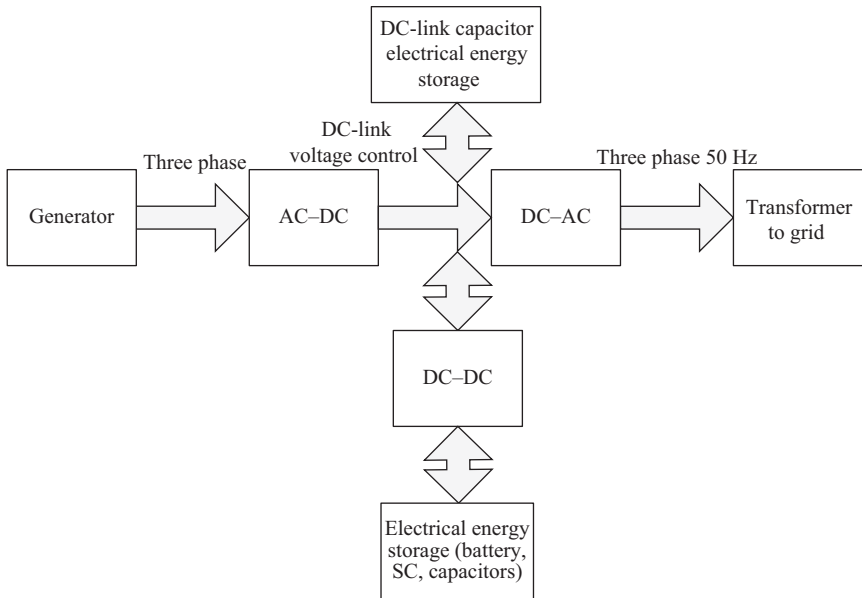 DC-link capacitor
electrical energy
storage
DC-link
voltage control
Three phase
Three phase 50 Hz
Generator
AC–DC
DC–AC
Transformer
to grid
DC–DC
Electrical energy
storage (battery,
SC, capacitors)